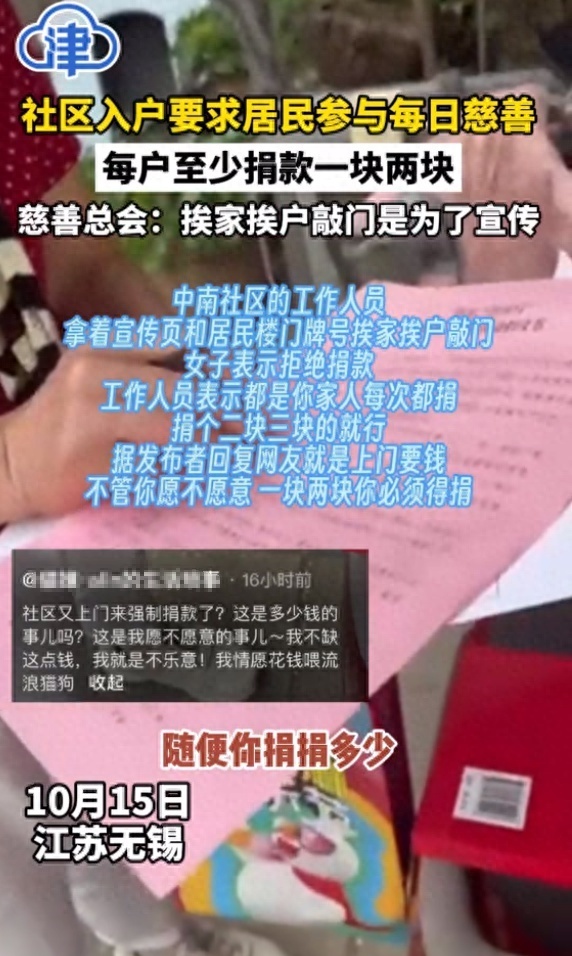 津
社区入户要求居民参与每日慈善
每户至少捐款一块两块
慈善总会：挨家挨户敲门是为了宣传
中南社区的工作人员
拿着宣传页和居民楼门牌号挨家挨户敲门
女子表示拒绝捐款
工作人员表示都是你家人每次都捐
捐个二块三块的就行
据发布者回复网友就是上门要钱
不管你愿不愿意 一块两块你必须得捐
· 16小时前
社区又上门来强制捐款了？这是多少钱的
事儿吗？这是我愿不愿意的事儿～我不缺
这点钱，我就是不乐意！我情愿花钱喂流
浪猫狗 收起
随便你捐捐多少
10月15日
江苏无锡